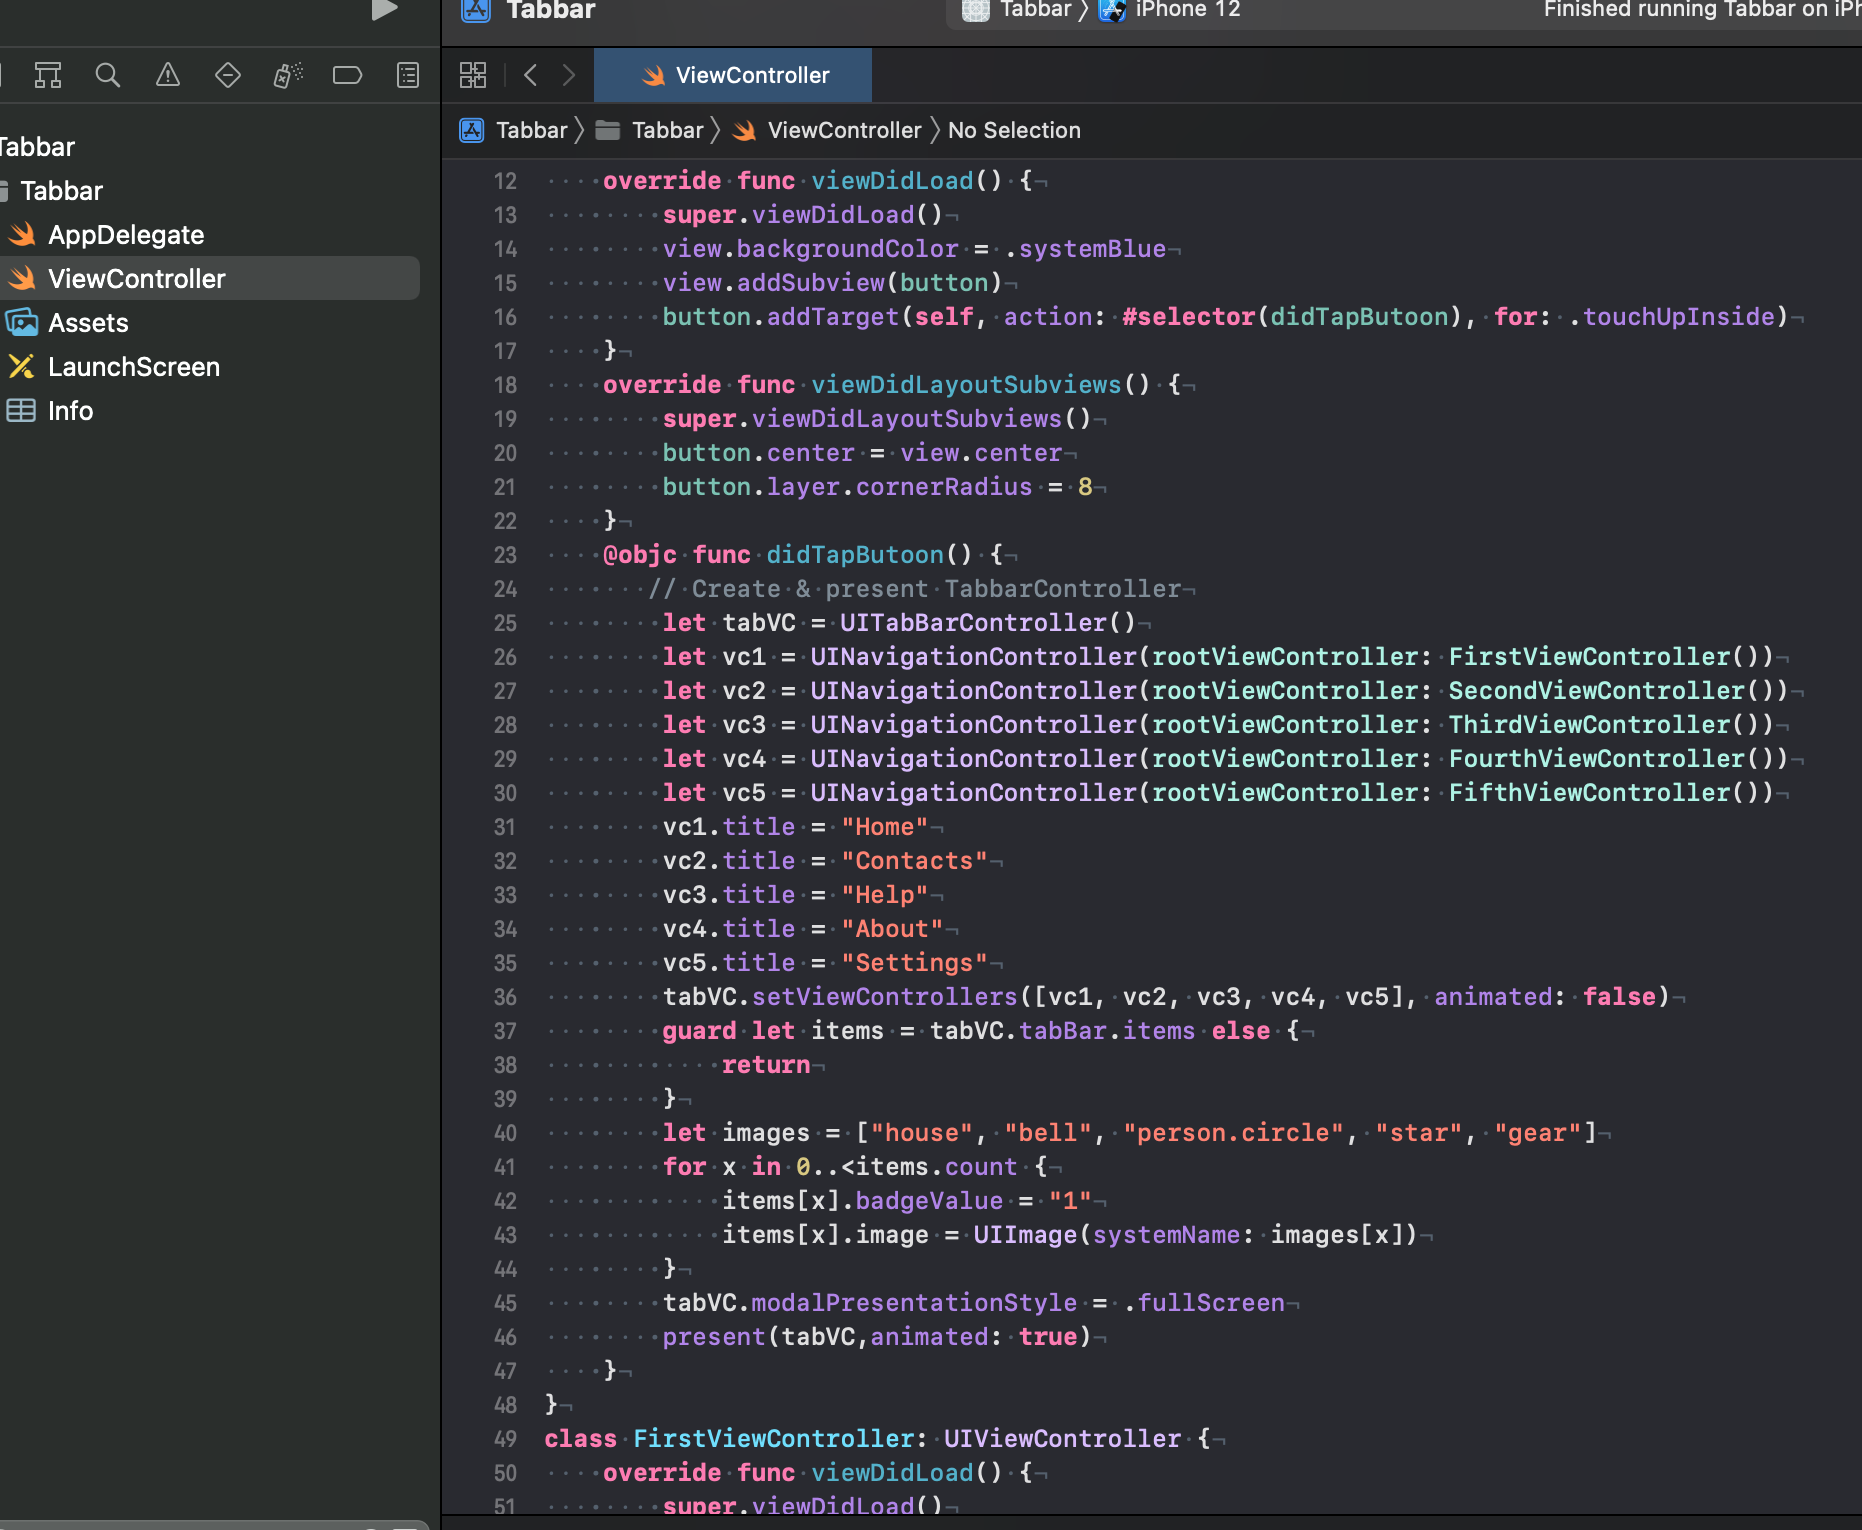 Tabbar
Tabbar
iPhone 12
Finished running Tabbar on iPh
ViewController
Tabbar
Tabbar
ViewController
No Selection
Tabbar
Tabbar
AppDelegate
ViewController
Assets
LaunchScreen
Info
12 override func viewDidLoad() {
13 super.viewDidLoad()
14 view.backgroundColor = .systemBlue
15 view.addSubview(button)
16 button.addTarget(self, action: #selector(didTapButoon), for: .touchUpInside)
17 }
18 override func viewDidLayoutSubviews() {
19 super.viewDidLayoutSubviews()
20 button.center = view.center
21 button.layer.cornerRadius = 8
22 }
23 @objc func didTapButoon() {
24 // Create & present TabbarController
25 let tabVC = UITabBarController()
26 let vc1 = UINavigationController(rootViewController: FirstViewController())
27 let vc2 = UINavigationController(rootViewController: SecondViewController())
28 let vc3 = UINavigationController(rootViewController: ThirdViewController())
29 let vc4 = UINavigationController(rootViewController: FourthViewController())
30 let vc5 = UINavigationController(rootViewController: FifthViewController())
31 vc1.title = "Home"
32 vc2.title = "Contacts"
33 vc3.title = "Help"
34 vc4.title = "About"
35 vc5.title = "Settings"
36 tabVC.setViewControllers([vc1, vc2, vc3, vc4, vc5], animated: false)
37 guard let items = tabVC.tabBar.items else {
38 return
39 }
40 let images = ["house", "bell", "person.circle", "star", "gear"]
41 for x in 0..<items.count {
42 items[x].badgeValue = "1"
43 items[x].image = UIImage(systemName: images[x])
44 }
45 tabVC.modalPresentationStyle = .fullScreen
46 present(tabVC,animated: true)
47 }
48 }
49 class FirstViewController: UIViewController {
50 override func viewDidLoad() {
51 super.viewDidLoad()